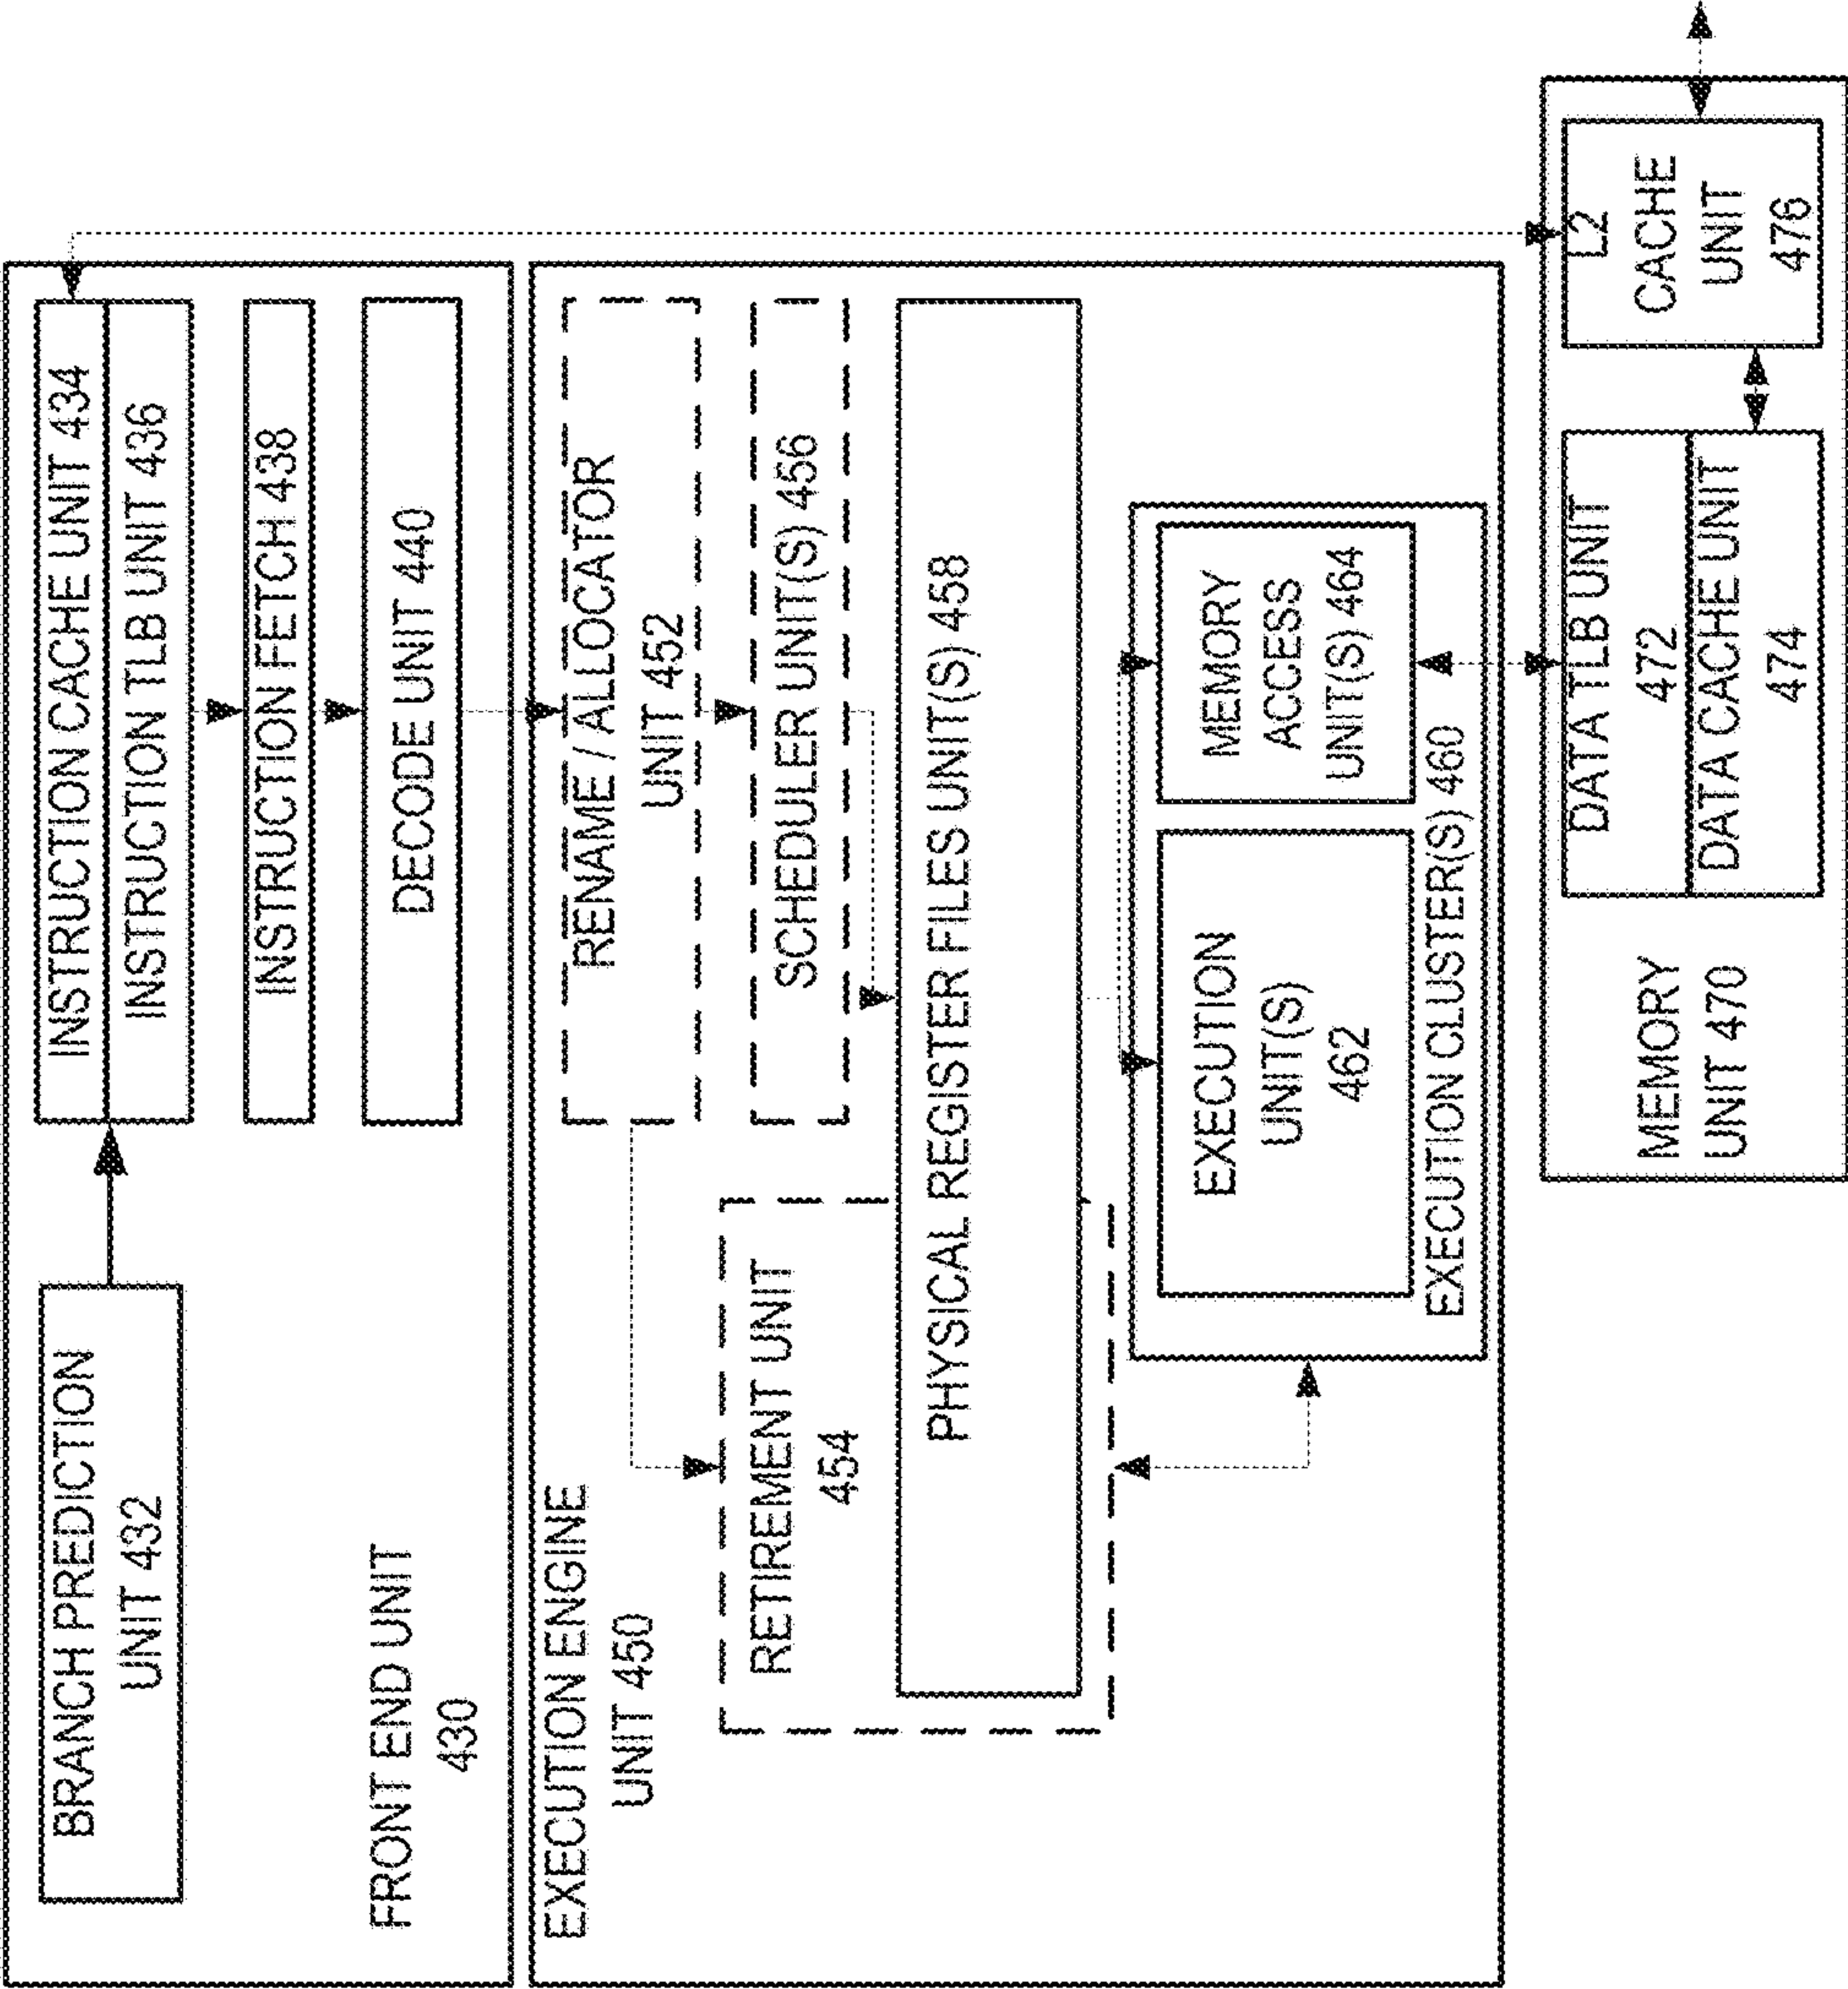 BRANCH PREDICTION
UNIT 432
INSTRUCTION CACHE UNIT 434
INSTRUCTION TLB UNIT 436
INSTRUCTION FETCH 438
DECODE UNIT 440
FRONT END UNIT
430
EXECUTION ENGINE
UNIT 450
RENAME / ALLOCATOR
UNIT 452
SCHEDULER UNIT(S) 456
RETIREMENT UNIT
454
PHYSICAL REGISTER FILES UNIT(S) 458
EXECUTION
UNIT(S)
462
MEMORY
ACCESS
UNIT(S) 464
EXECUTION CLUSTER(S) 460
MEMORY
UNIT 470
DATA TLB UNIT
472
DATA CACHE UNIT
474
L2
CACHE
UNIT
476